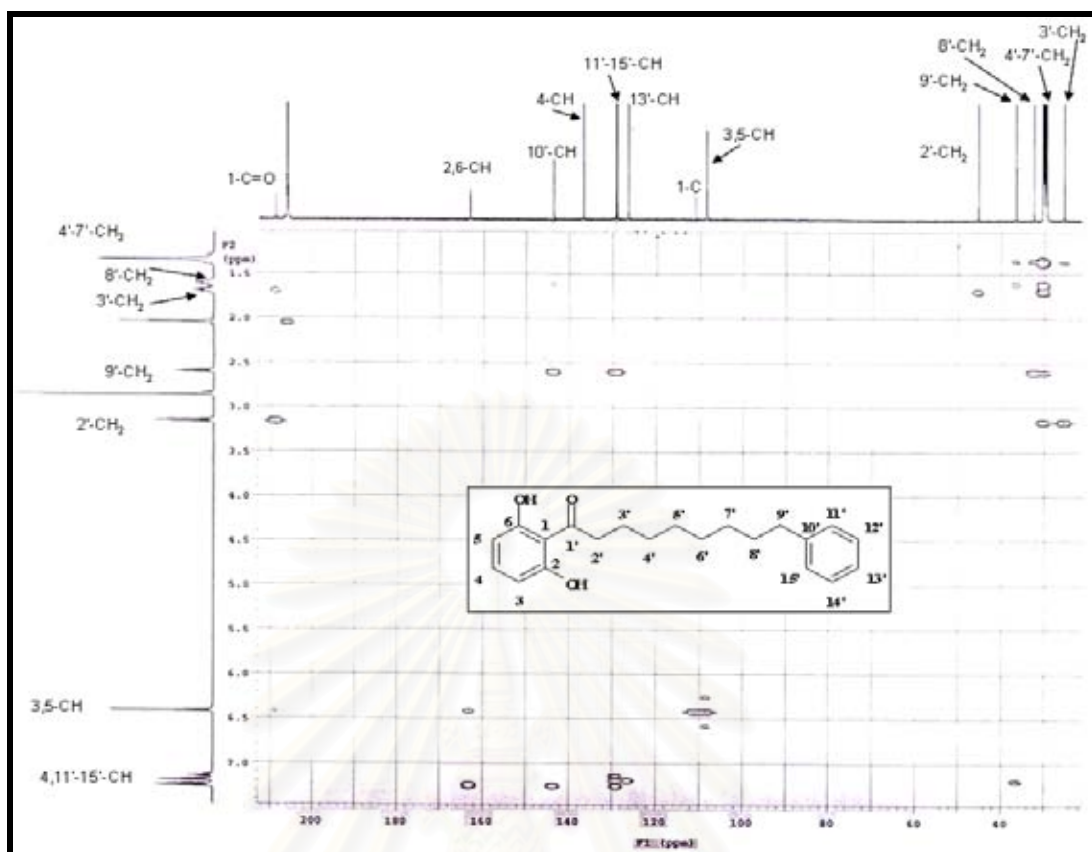 3'-CH₂
8'-CH₂
4'-7'-CH₂
11'-15'-CH
9'-CH₂
4-CH
13'-CH
3,5-CH
2'-CH₂
10'-CH
2,6-CH
1-C=O
1-C
4'-7'-CH₂
F2
(ppm)
8'-CH₂
1.5
3'-CH₂
2.0
9'-CH₂
2.5
3.0
2'-CH₂
3.5
4.0
OH O
6 1 3' 5' 7' 9' 11'
5 1' 10' 12'
2' 4' 6' 8'
4 2 15' 13'
3 OH 14'
4.5
5.0
5.5
6.0
3,5-CH
6.5
7.0
4,11'-15'-CH
200 160 140 120 100 80 60 40
F1 (ppm)